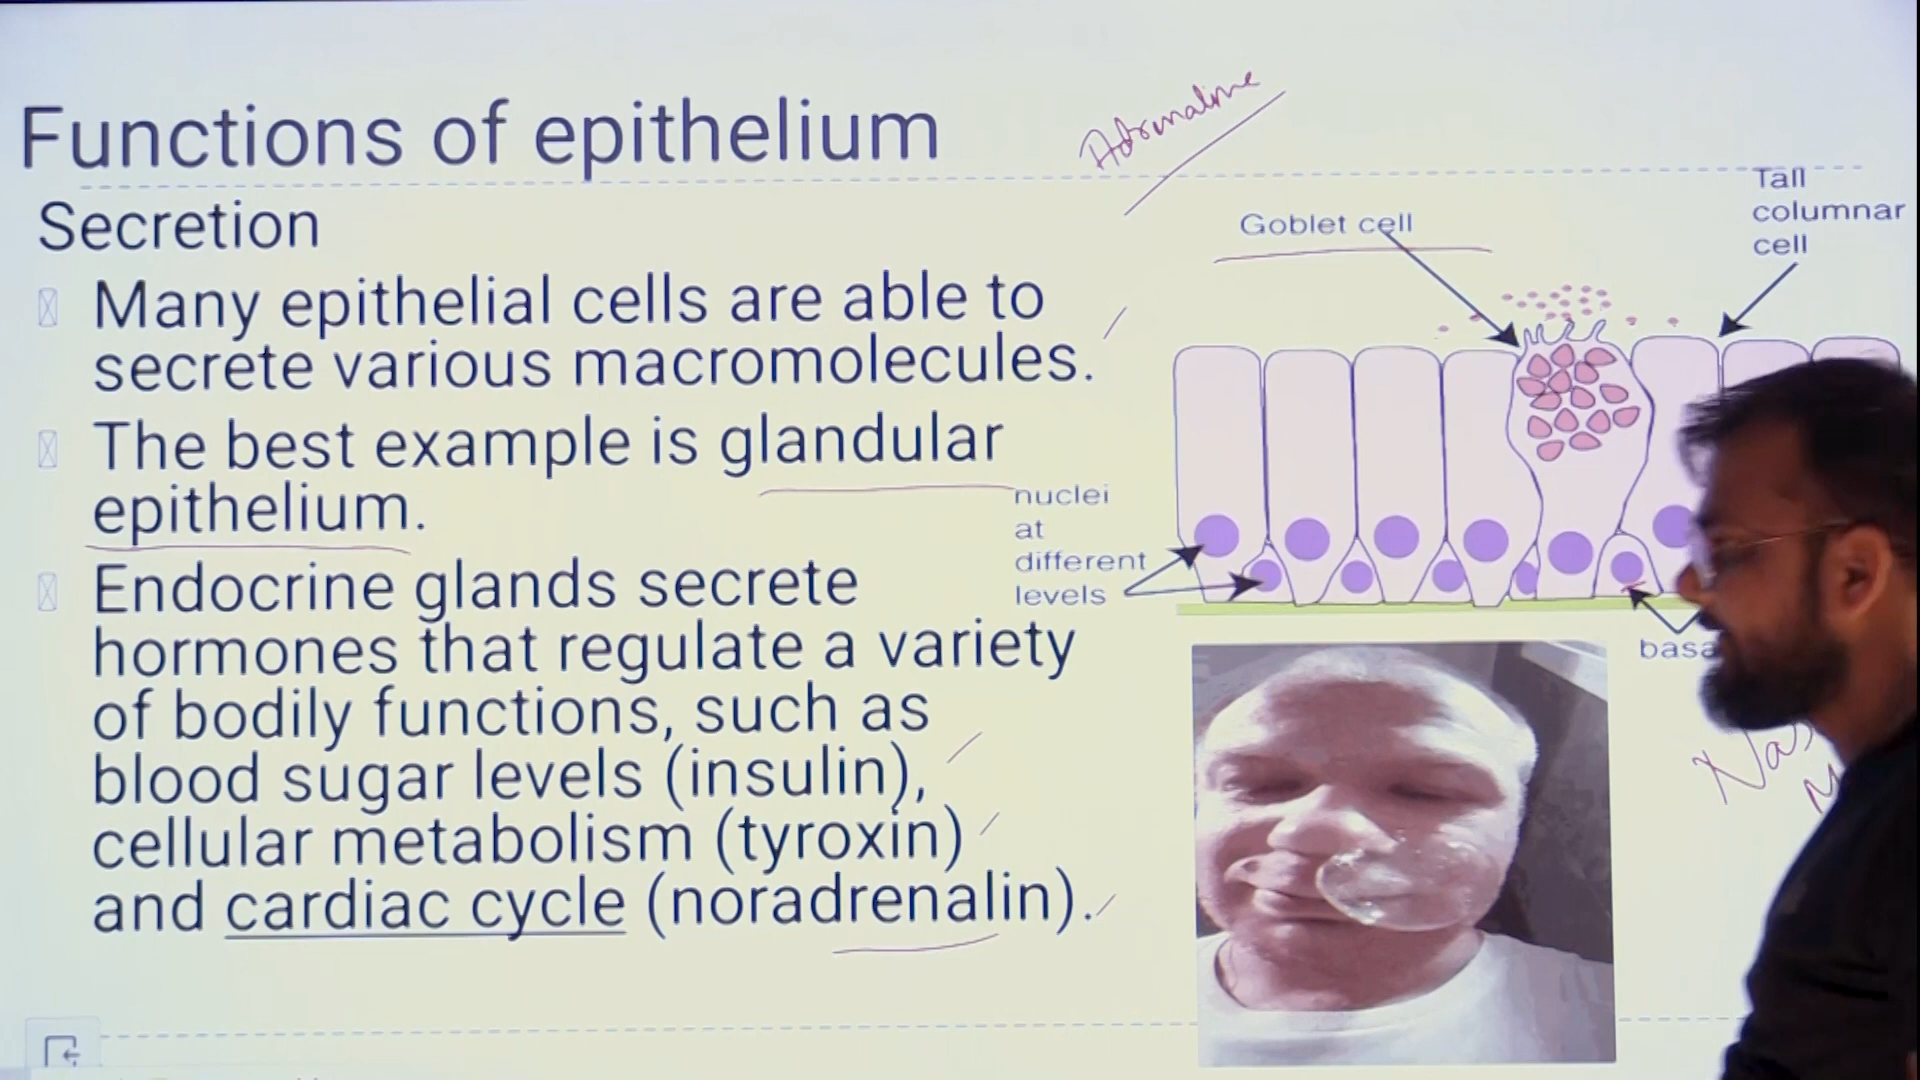 Functions of epithelium
Adrenaline
Secretion
Many epithelial cells are able to
secrete various macromolecules.
The best example is glandular
epithelium.
Endocrine glands secrete
hormones that regulate a variety
of bodily functions, such as
blood sugar levels (insulin),
cellular metabolism (tyroxin)
and cardiac cycle (noradrenalin).
Goblet cell
Tall
columnar
cell
nuclei
at
different
levels